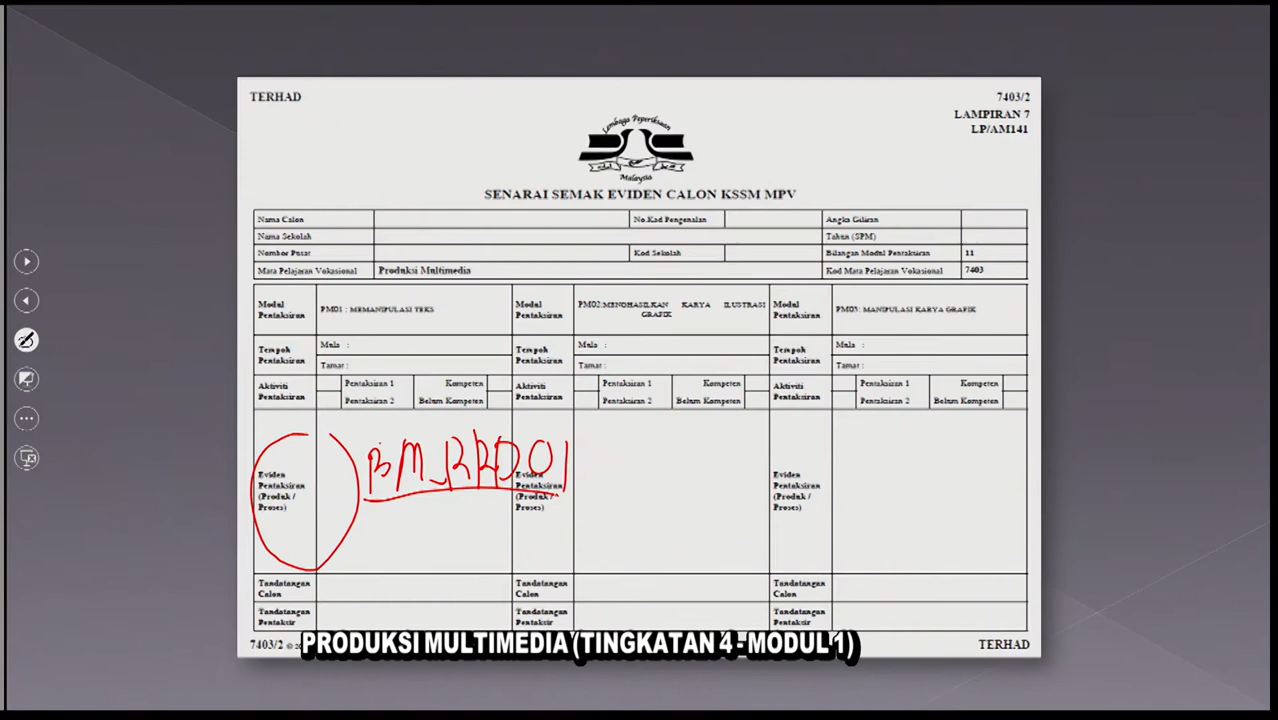 TERHAD
7403/2
LAMPIRAN 7
LP/AM141
Lembaga Peperiksaan
Malaysia
SENARAI SEMAK EVIDEN CALON KSSM MPV
Nama Calon No.Kad Pengenalan Angka Giliran
Nama Sekolah Tahun (SPM)
Nombor Pusat Kod Sekolah Bilangan Modul Pentaksiran 11
Mata Pelajaran Vokasional Produksi Multimedia Kod Mata Pelajaran Vokasional 7403
Modul Pentaksiran PM01 : MEMANIPULASI TEKS Modul Pentaksiran PM02:MENGHASILKAN KARYA ILUSTRASI GRAFIK Modul Pentaksiran PM03: MANIPULASI KARYA GRAFIK
Tempoh Pentaksiran Mula : Tempoh Pentaksiran Mula : Tempoh Pentaksiran Mula :
Tamat : Tamat : Tamat :
Aktiviti Pentaksiran Pentaksiran 1 Kompeten Aktiviti Pentaksiran Pentaksiran 1 Kompeten Aktiviti Pentaksiran Pentaksiran 1 Kompeten
Pentaksiran 2 Belum Kompeten Pentaksiran 2 Belum Kompeten Pentaksiran 2 Belum Kompeten
Eviden Pentaksiran (Produk / Proses) Eviden Pentaksiran (Produk / Proses) Eviden Pentaksiran (Produk / Proses)
Tandatangan Calon Tandatangan Calon Tandatangan Calon
Tandatangan Pentaksir Tandatangan Pentaksir Tandatangan Pentaksir
7403/2 © TERHAD
PRODUKSI MULTIMEDIA (TINGKATAN 4 - MODUL 1)